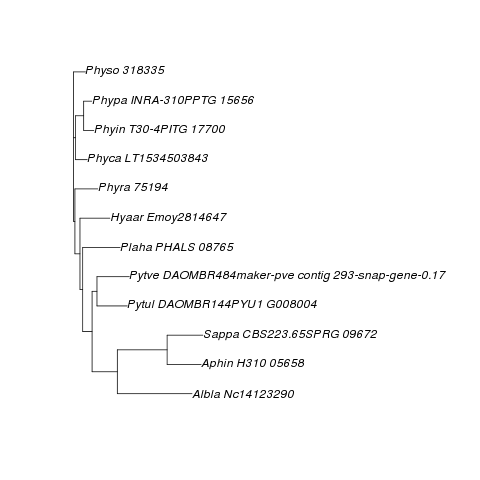 Physo 318335
Phypa INRA-310PPTG 15656
Phyin T30-4PITG 17700
Phyca LT1534503843
Phyra 75194
Hyaar Emoy2814647
Plaha PHALS 08765
Pytve DAOMBR484maker-pve contig 293-snap-gene-0.17
Pytul DAOMBR144PYU1 G008004
Sappa CBS223.65SPRG 09672
Aphin H310 05658
Albla Nc14123290